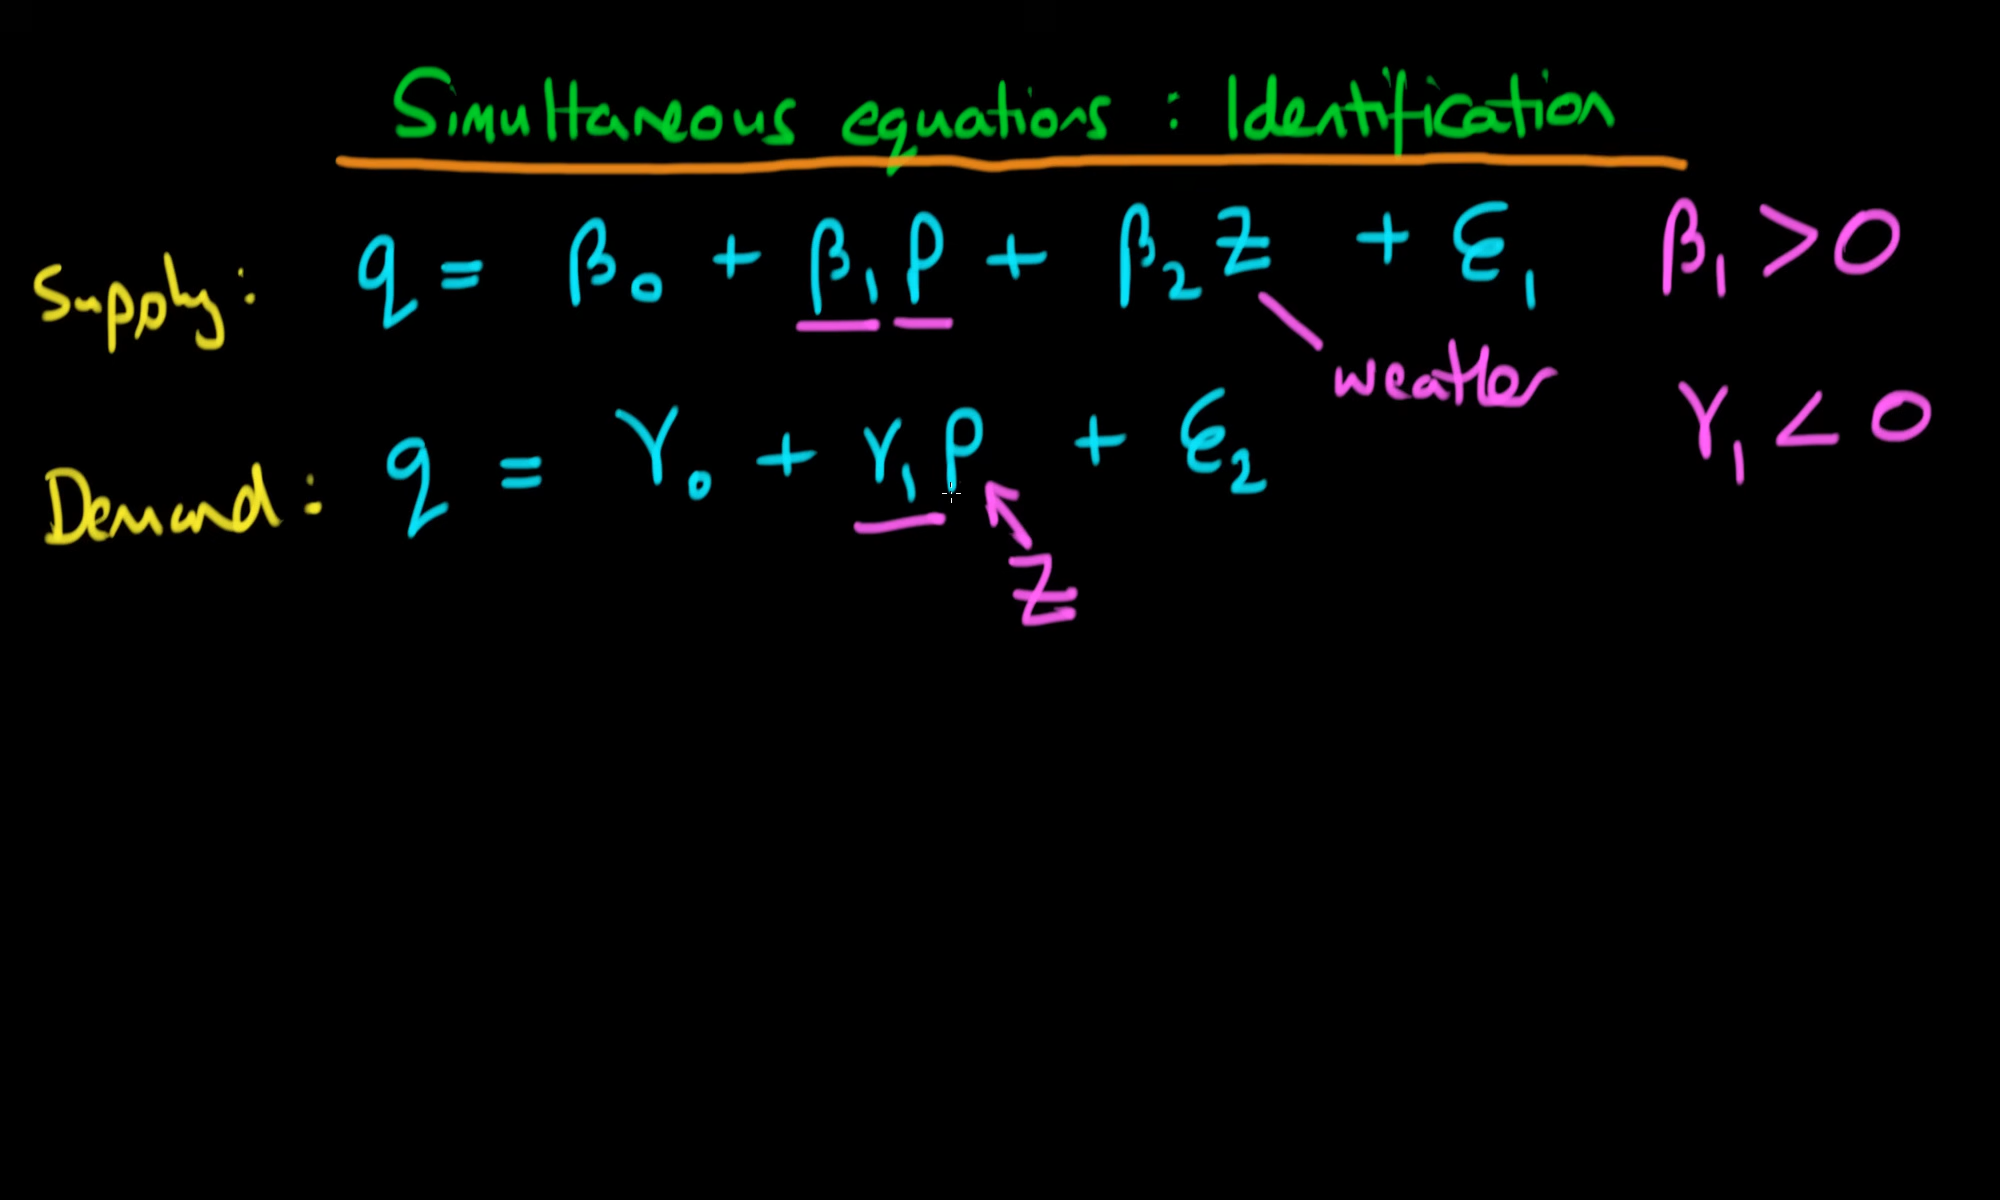 Simultaneous equations : Identification
Supply: q = β₀ + β₁p + β₂z + ε₁ β₁ > 0
weather
Demand: q = γ₀ + γ₁p + ε₂ γ₁ < 0
z